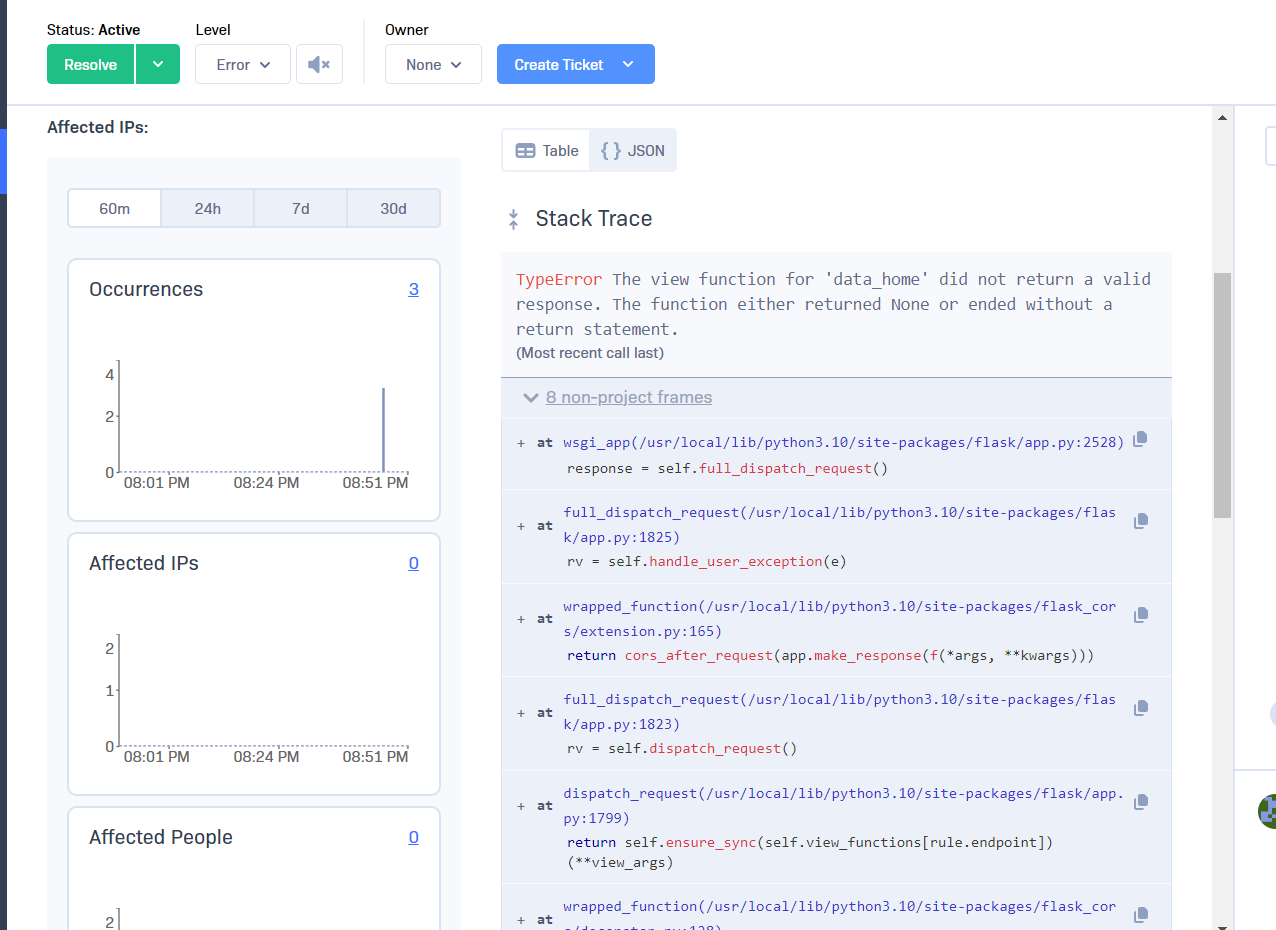 Status: Active
Level
Owner
Resolve
Error
None
Create Ticket
Affected IPs:
60m
24h
7d
30d
Occurrences
3
4
2
0
08:01 PM
08:24 PM
08:51 PM
Affected IPs
0
2
1
0
08:01 PM
08:24 PM
08:51 PM
Affected People
0
2
Table
{ } JSON
Stack Trace
TypeError The view function for 'data_home' did not return a valid
response. The function either returned None or ended without a
return statement.
(Most recent call last)
8 non-project frames
+ at wsgi_app(/usr/local/lib/python3.10/site-packages/flask/app.py:2528)
response = self.full_dispatch_request()
full_dispatch_request(/usr/local/lib/python3.10/site-packages/flas
+ at k/app.py:1825)
rv = self.handle_user_exception(e)
wrapped_function(/usr/local/lib/python3.10/site-packages/flask_cor
+ at s/extension.py:165)
return cors_after_request(app.make_response(f(*args, **kwargs)))
full_dispatch_request(/usr/local/lib/python3.10/site-packages/flas
+ at k/app.py:1823)
rv = self.dispatch_request()
dispatch_request(/usr/local/lib/python3.10/site-packages/flask/app.
+ at py:1799)
return self.ensure_sync(self.view_functions[rule.endpoint])
(**view_args)
wrapped_function(/usr/local/lib/python3.10/site-packages/flask_cor
+ at s/decorator.py:128)